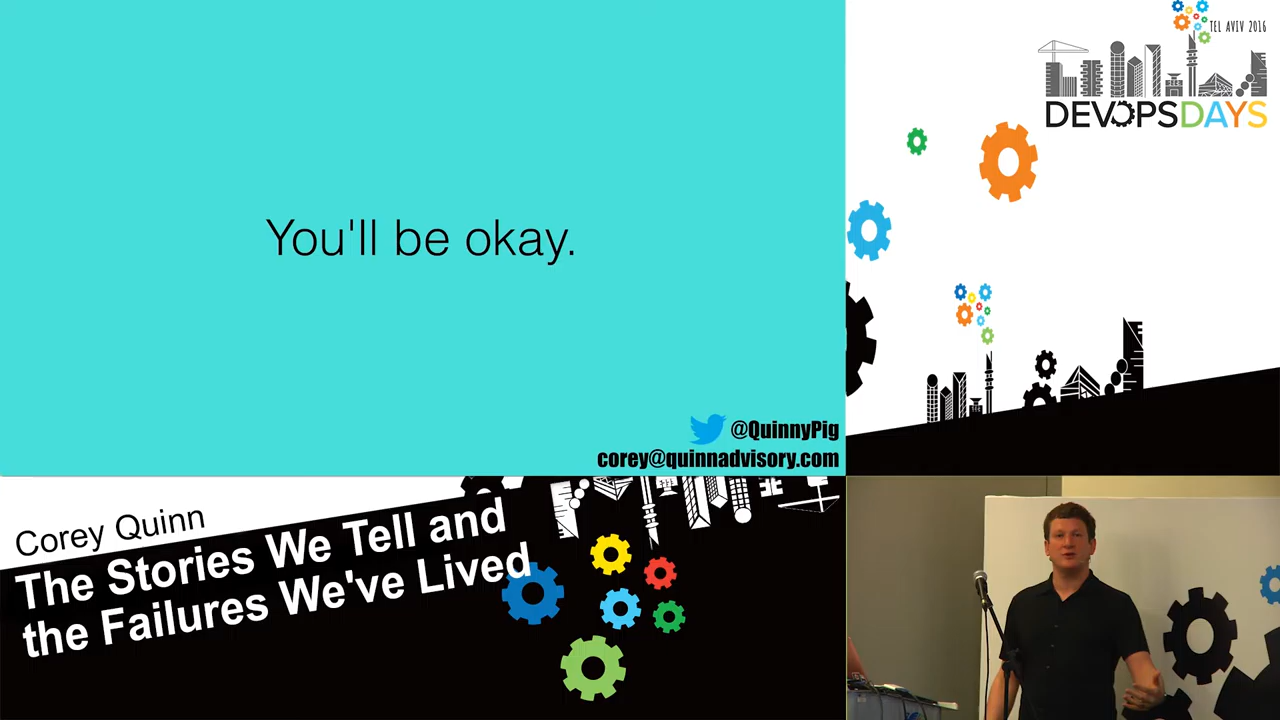 You'll be okay.
@QuinnyPig
corey@quinnadvisory.com
TEL AVIV 2016
DEVOPSDAYS
Corey Quinn
The Stories We Tell and
the Failures We've Lived